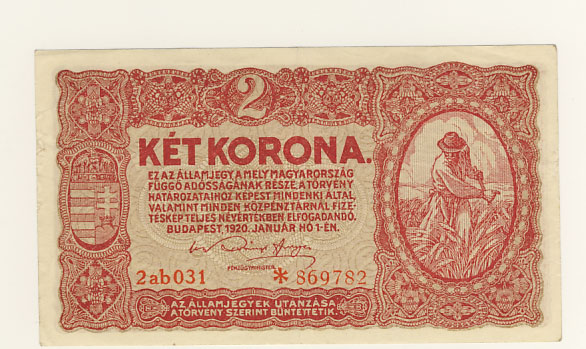 2
KÉT KORONA.
EZ AZ ÁLLAMJEGY, A MELY MAGYARORSZÁG
FÜGGŐ ADÓSSÁGÁNAK RÉSZE, A TÖRVÉNY
HATÁROZATAIHOZ KÉPEST MINDENKI ÁLTAL,
VALAMINT MINDEN KÖZPÉNZTÁRNÁL FIZE-
TÉSKÉP TELJES NÉVÉRTÉKBEN ELFOGADANDÓ.
BUDAPEST 1920. JANUÁR HÓ 1-ÉN.
PÉNZÜGYMINISTER
2ab031 * 869782
AZ ÁLLAMJEGYEK UTÁNZÁSA
A TÖRVÉNY SZERINT BÜNTETTETIK.